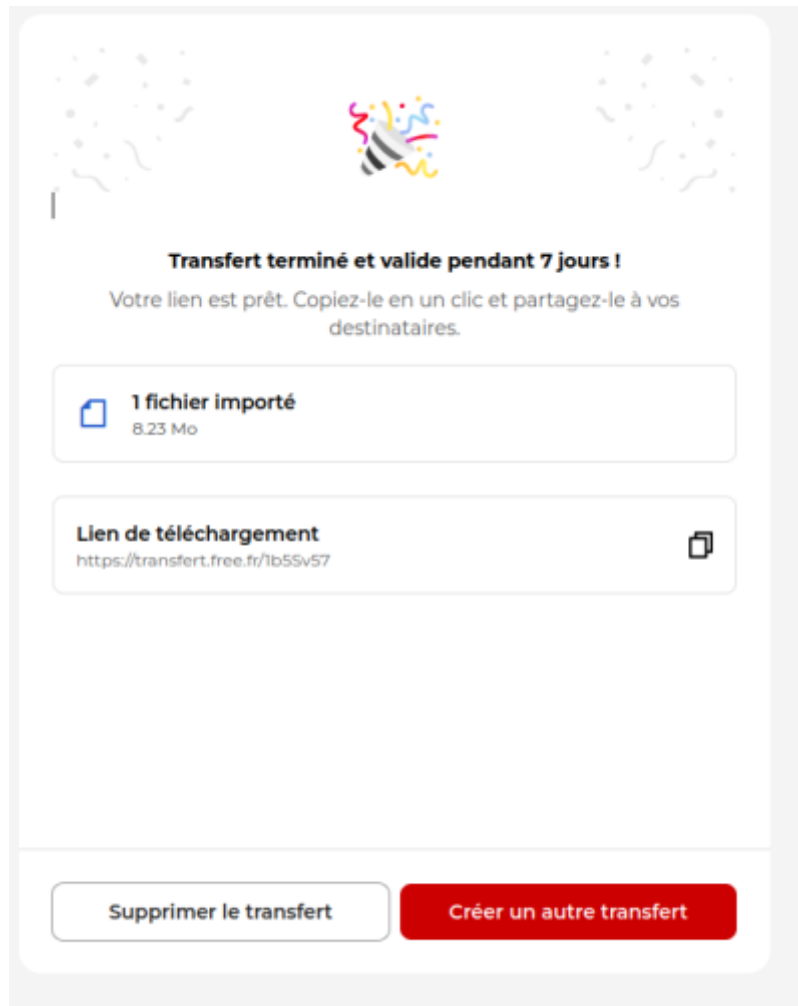 Transfert terminé et valide pendant 7 jours !
Votre lien est prêt. Copiez-le en un clic et partagez-le à vos
destinataires.
1 fichier importé
8.23 Mo
Lien de téléchargement
https://transfert.free.fr/1b5Sv57
Supprimer le transfert
Créer un autre transfert